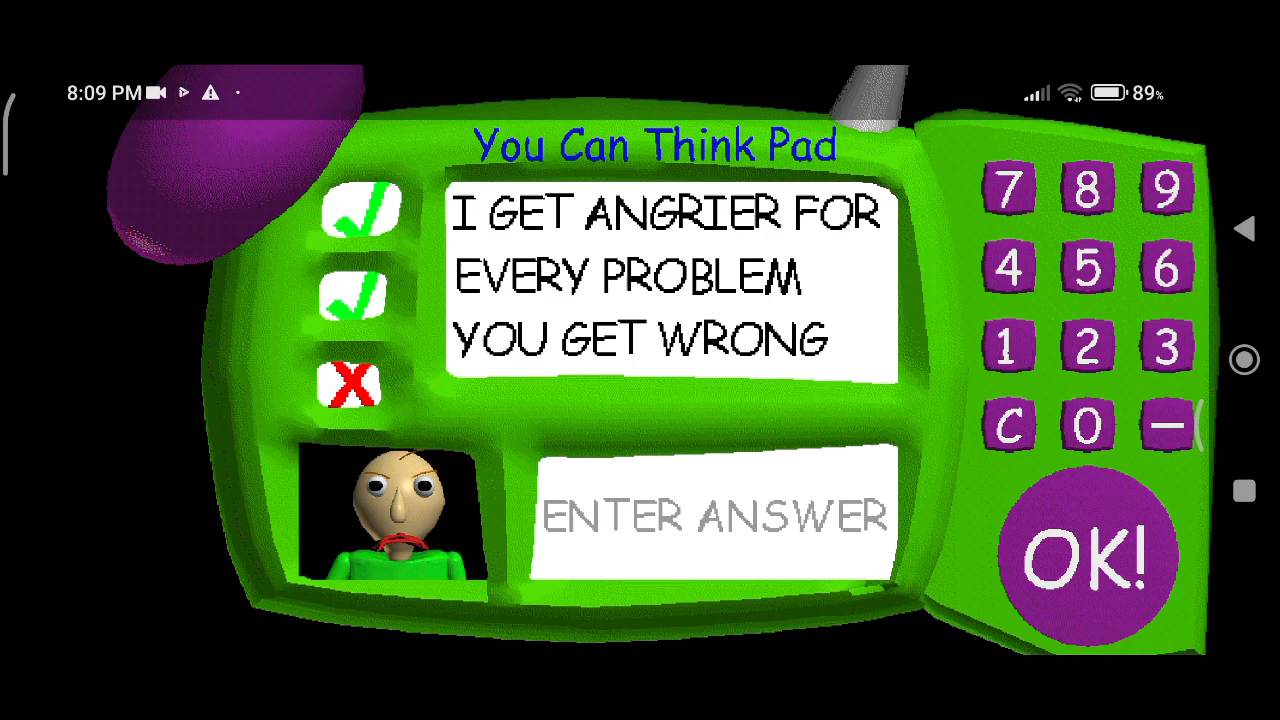 8:09 PM
89%
You Can Think Pad
I GET ANGRIER FOR
EVERY PROBLEM
YOU GET WRONG
7 8 9
4 5 6
1 2 3
C 0 —
ENTER ANSWER
OK!